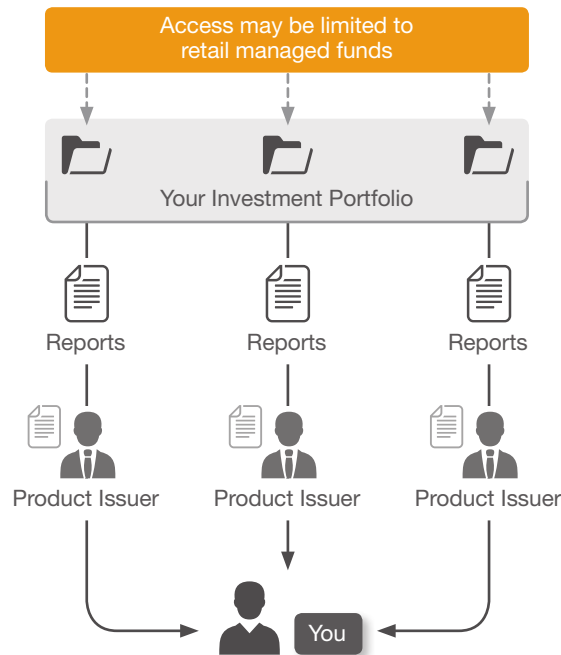 Access may be limited to
retail managed funds
Your Investment Portfolio
Reports
Reports
Reports
Product Issuer
Product Issuer
Product Issuer
You